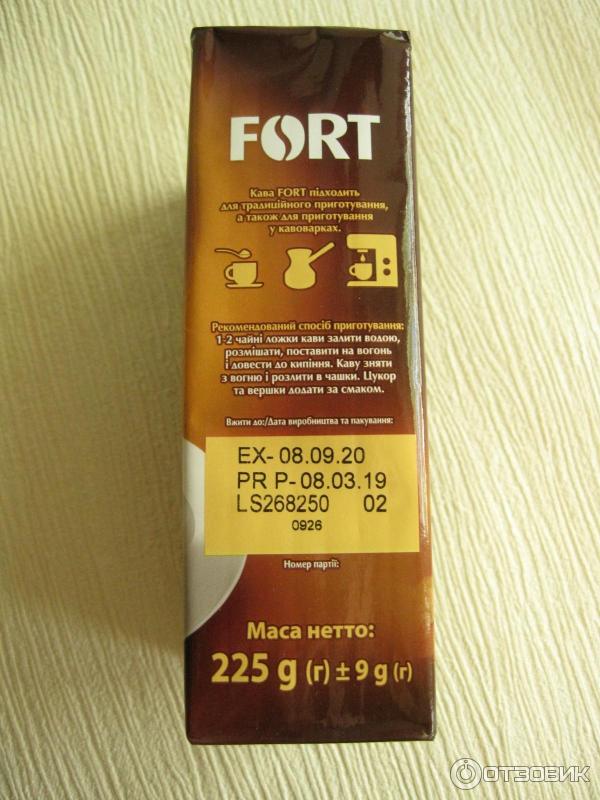 FORT
Кава FORT підходить
для традиційного приготування,
а також для приготування
у кавоварках.
Рекомендований спосіб приготування:
1-2 чайні ложки кави залити водою,
розмішати, поставити на вогонь
і довести до кипіння. Каву зняти
з вогню і розлити в чашки. Цукор
та вершки додати за смаком.
Вжити до:/Дата виробництва та пакування:
EX- 08.09.20
PR P- 08.03.19
LS268250 02
0926
Номер партії:
Маса нетто:
225 g (г) ± 9 g (г)
ОТЗОВИК